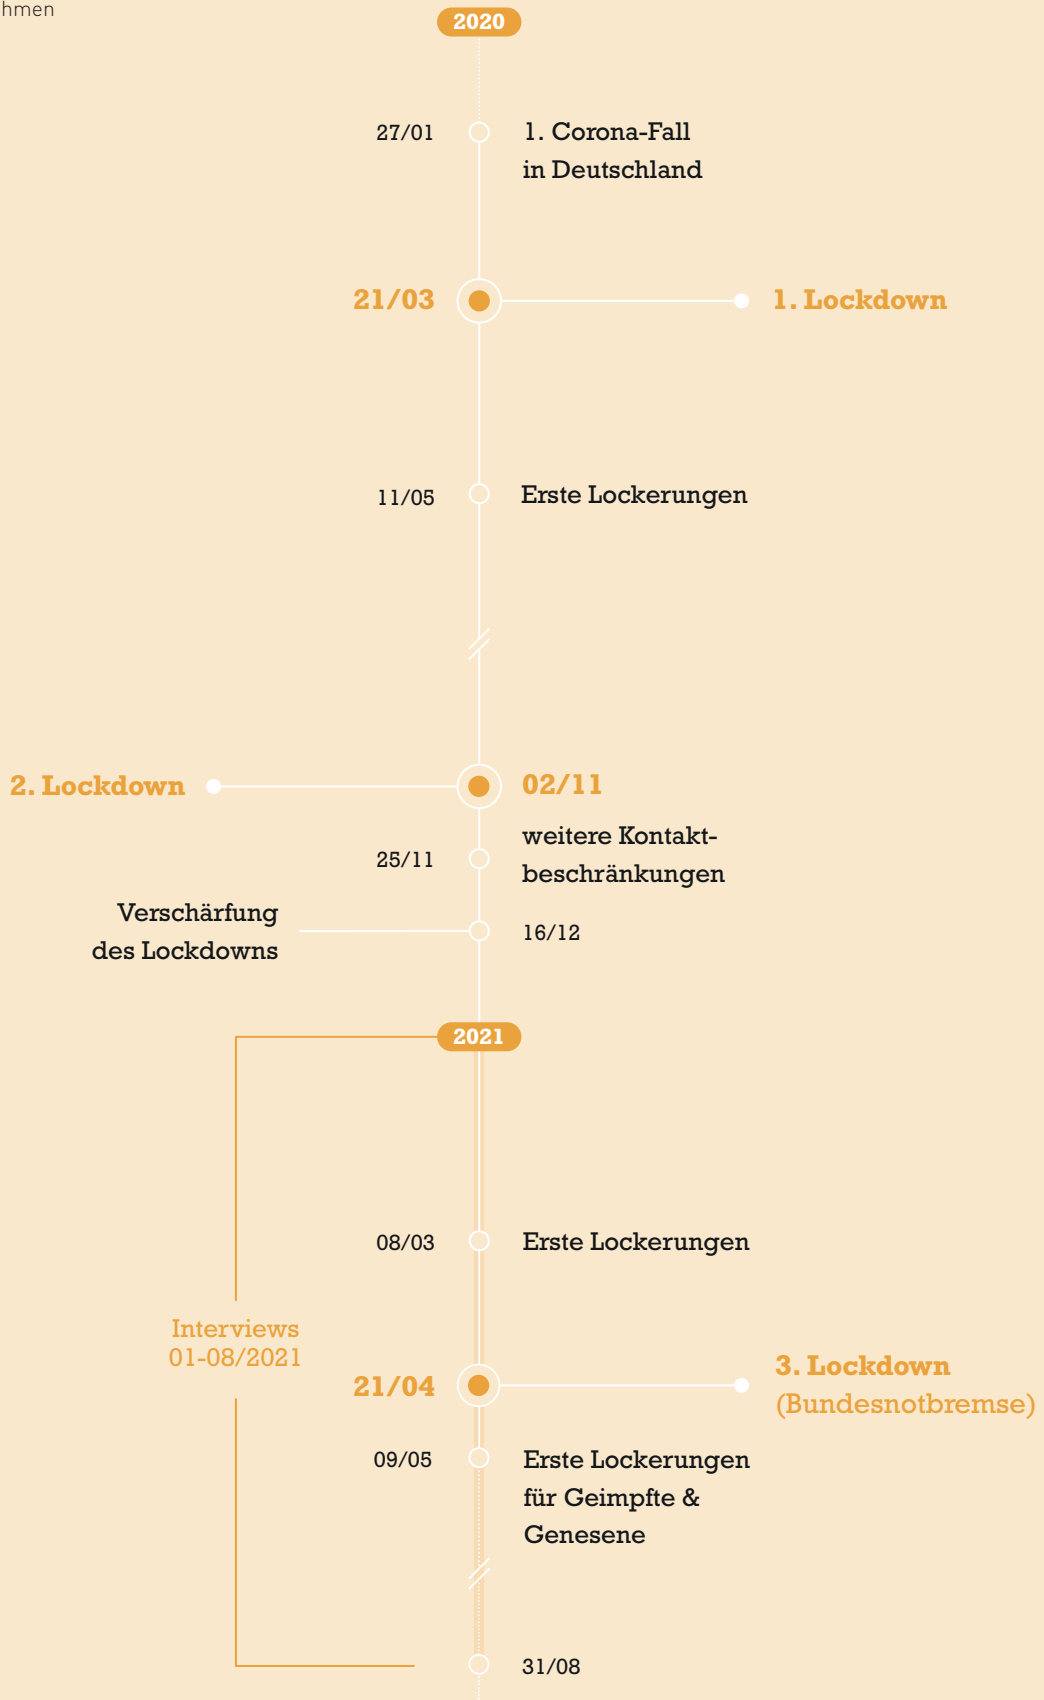 hmen
2020
27/01
1. Corona-Fall
in Deutschland
21/03
1. Lockdown
11/05
Erste Lockerungen
2. Lockdown
02/11
25/11
weitere Kontakt-
beschränkungen
Verschärfung
des Lockdowns
16/12
2021
08/03
Erste Lockerungen
Interviews
01-08/2021
21/04
3. Lockdown
(Bundesnotbremse)
09/05
Erste Lockerungen
für Geimpfte &
Genesene
31/08